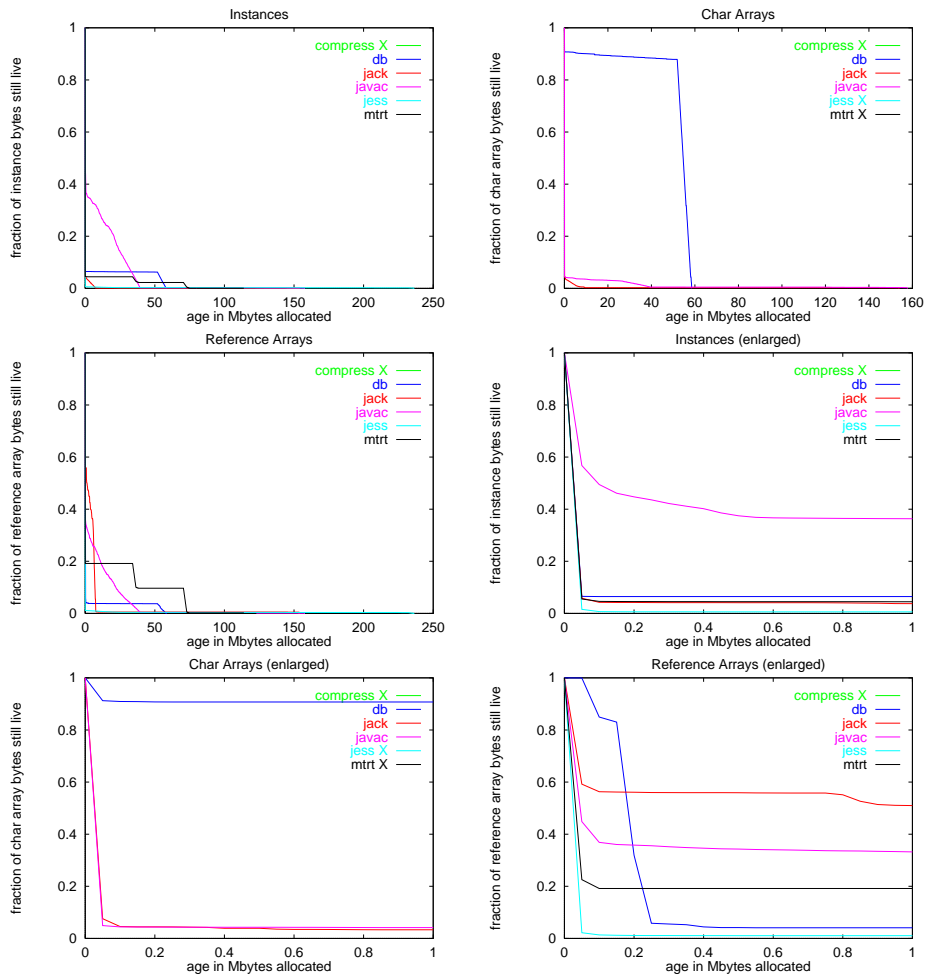 Instances
fraction of instance bytes still live
1
0.8
0.6
0.4
0.2
0
compress X
db
jack
javac
jess
mtrt
0 50 100 150 200 250
age in Mbytes allocated
Char Arrays
fraction of char array bytes still live
1
0.8
0.6
0.4
0.2
0
compress X
db
jack
javac
jess X
mtrt X
0 20 40 60 80 100 120 140 160
age in Mbytes allocated
Reference Arrays
fraction of reference array bytes still live
1
0.8
0.6
0.4
0.2
0
compress X
db
jack
javac
jess
mtrt
0 50 100 150 200 250
age in Mbytes allocated
Instances (enlarged)
fraction of instance bytes still live
1
0.8
0.6
0.4
0.2
0
compress X
db
jack
javac
jess
mtrt
0 0.2 0.4 0.6 0.8 1
age in Mbytes allocated
Char Arrays (enlarged)
fraction of char array bytes still live
1
0.8
0.6
0.4
0.2
0
compress X
db
jack
javac
jess X
mtrt X
0 0.2 0.4 0.6 0.8 1
age in Mbytes allocated
Reference Arrays (enlarged)
fraction of reference array bytes still live
1
0.8
0.6
0.4
0.2
0
compress X
db
jack
javac
jess
mtrt
0 0.2 0.4 0.6 0.8 1
age in Mbytes allocated